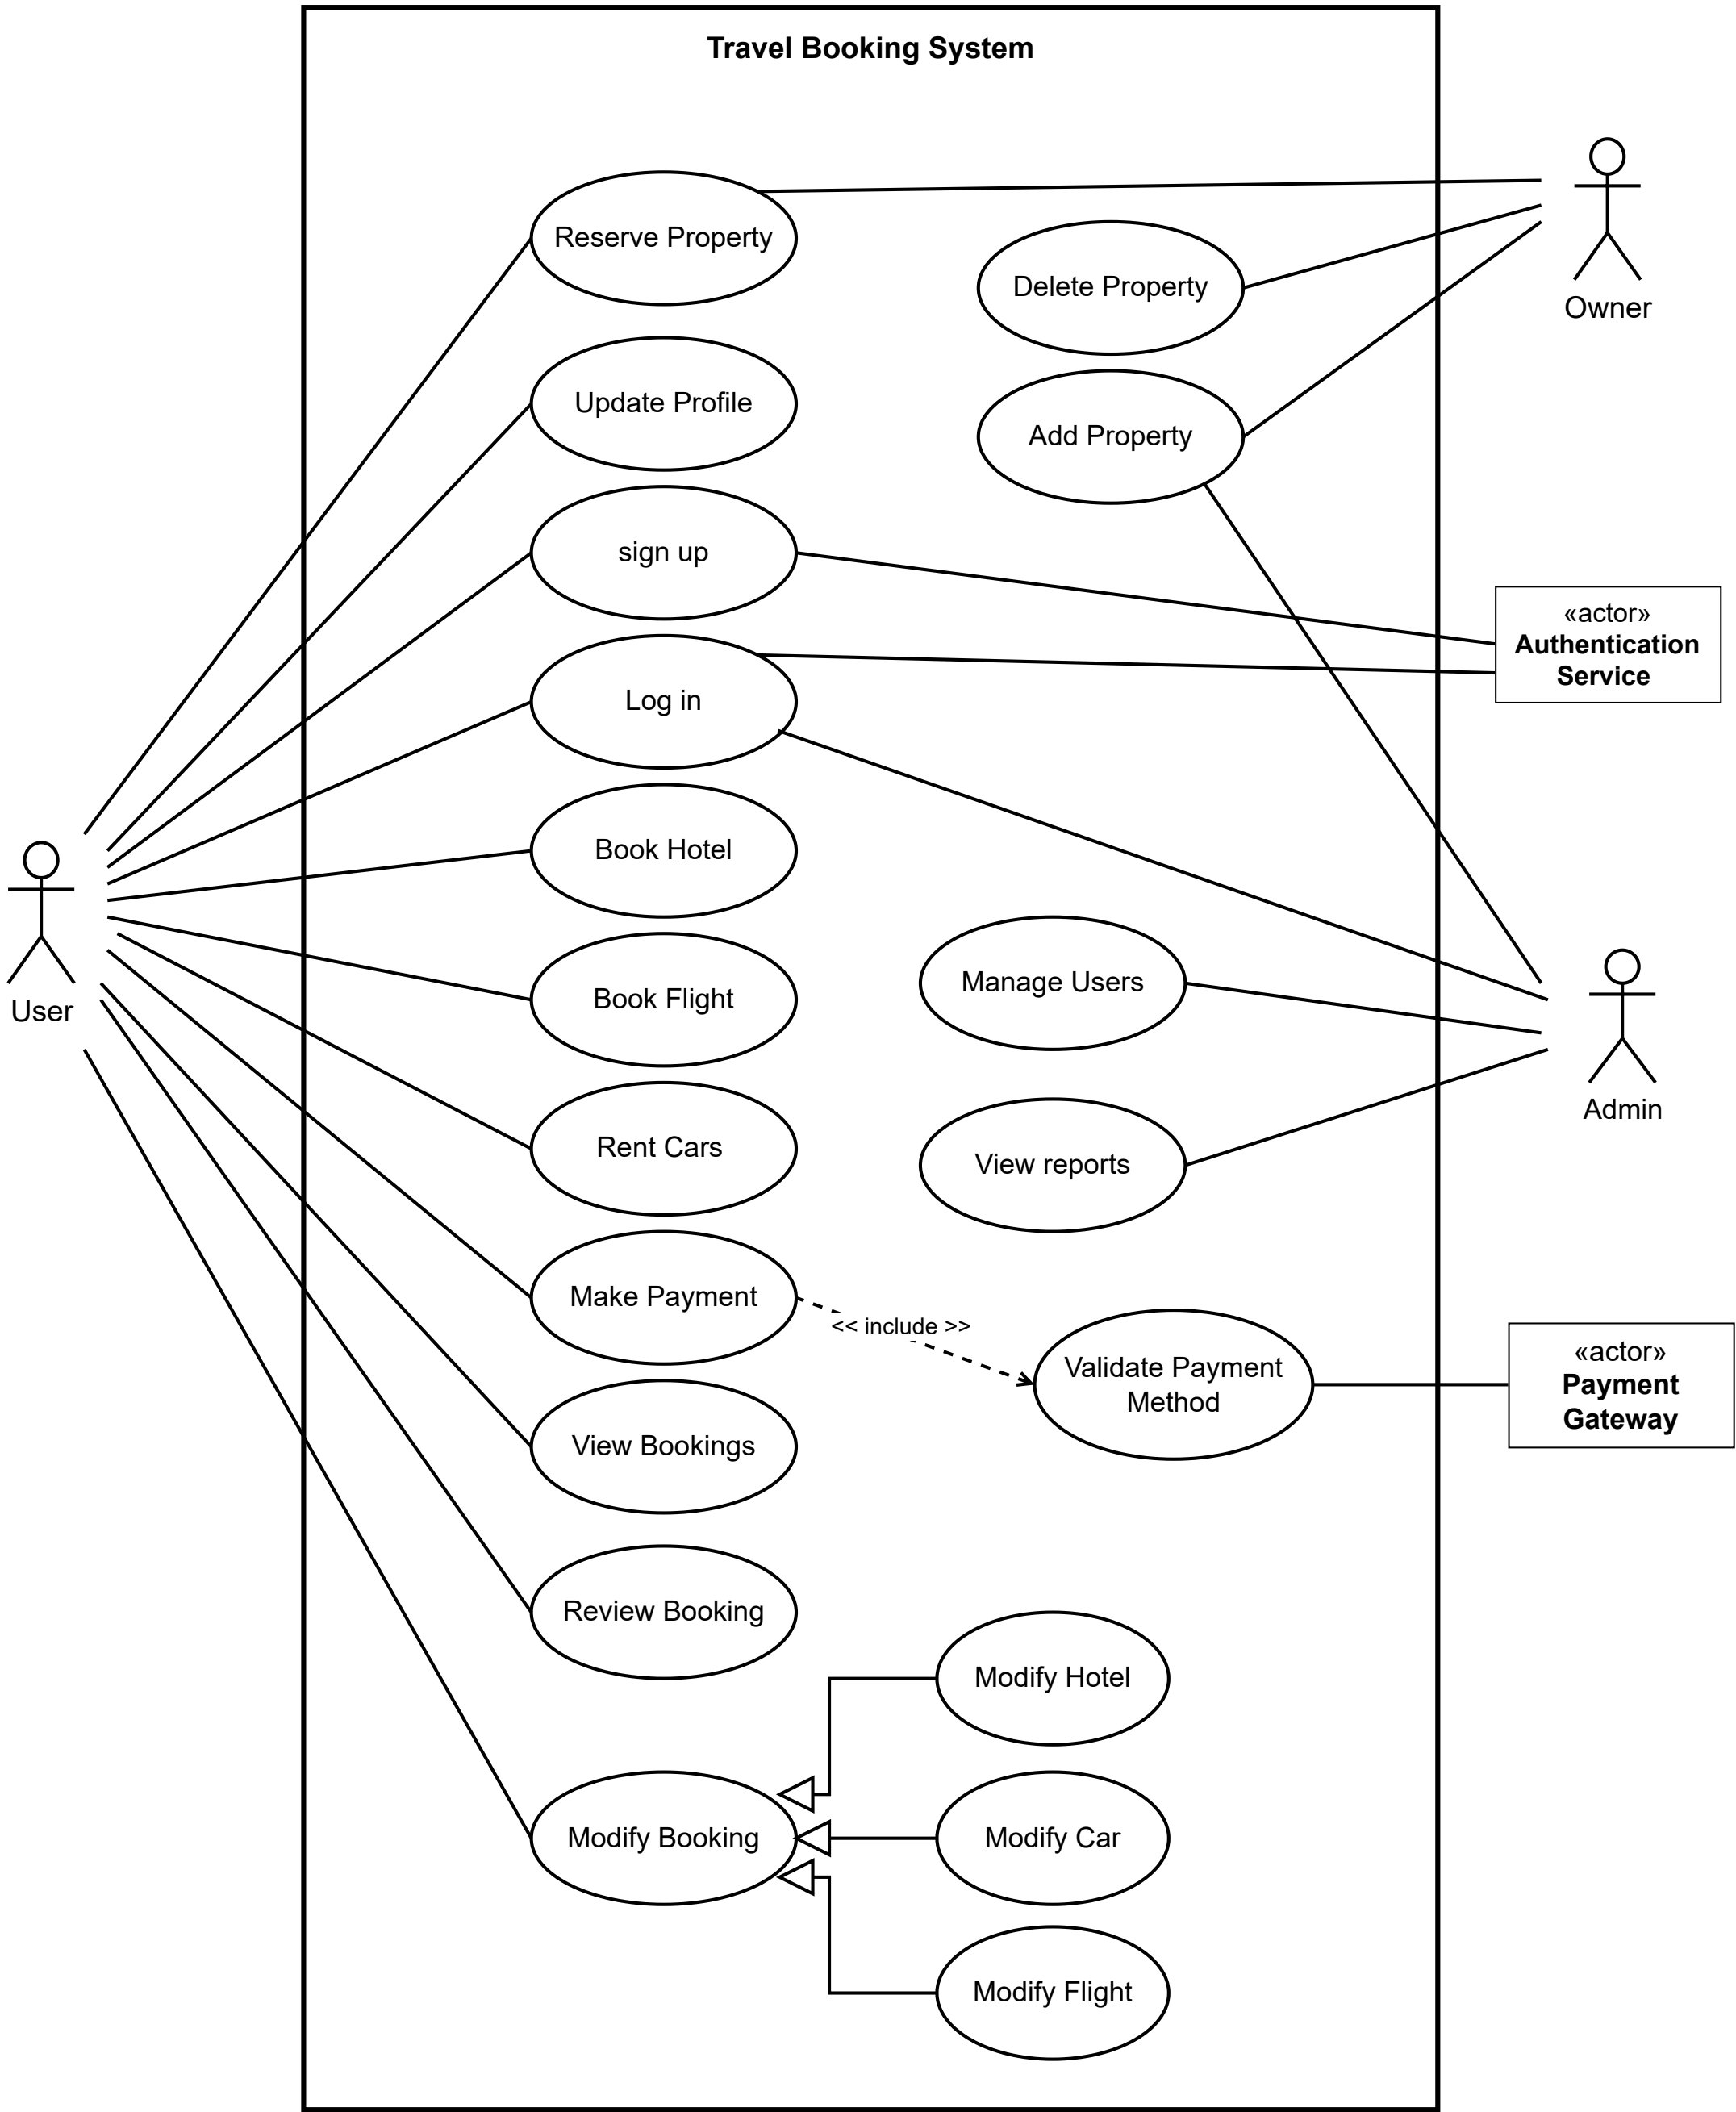 Travel Booking System
Reserve Property
Owner
Delete Property
Update Profile
Add Property
sign up
«actor»
Authentication
Service
Log in
Book Hotel
User
Book Flight
Manage Users
Admin
Rent Cars
View reports
Make Payment
<< include >>
Validate Payment
Method
«actor»
Payment
Gateway
View Bookings
Review Booking
Modify Hotel
Modify Booking
Modify Car
Modify Flight